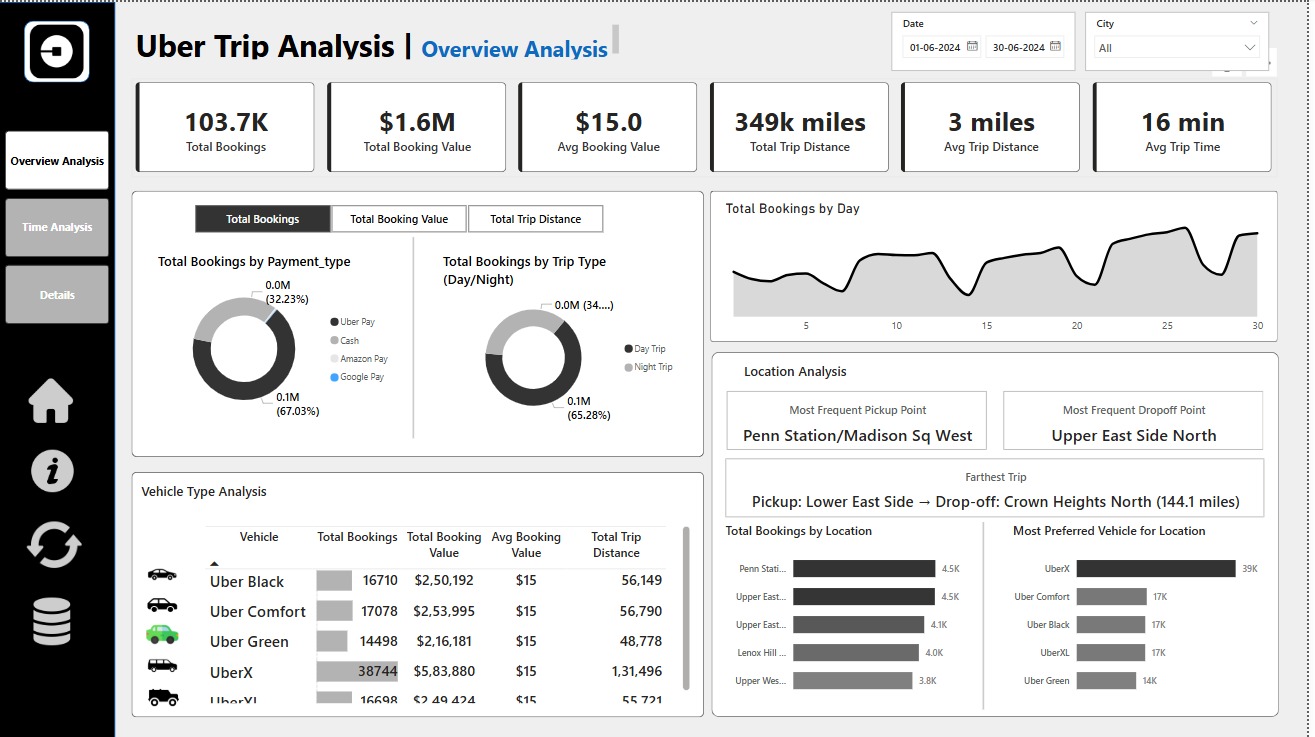 Uber Trip Analysis | Overview Analysis
Date
01-06-2024 30-06-2024
City
All
Overview Analysis
Time Analysis
Details
103.7K
Total Bookings
$1.6M
Total Booking Value
$15.0
Avg Booking Value
349k miles
Total Trip Distance
3 miles
Avg Trip Distance
16 min
Avg Trip Time
Total Bookings Total Booking Value Total Trip Distance
Total Bookings by Payment_type
0.0M
(32.23%)
0.1M
(67.03%)
Uber Pay
Cash
Amazon Pay
Google Pay
Total Bookings by Trip Type
(Day/Night)
0.0M (34....)
0.1M
(65.28%)
Day Trip
Night Trip
Total Bookings by Day
5 10 15 20 25 30
Vehicle Type Analysis
Vehicle Total Bookings Total Booking Value Avg Booking Value Total Trip Distance
Uber Black 16710 $2,50,192 $15 56,149
Uber Comfort 17078 $2,53,995 $15 56,790
Uber Green 14498 $2,16,181 $15 48,778
UberX 38744 $5,83,880 $15 1,31,496
UberXL 16698 $2,49,424 $15 55,721
Location Analysis
Most Frequent Pickup Point
Penn Station/Madison Sq West
Most Frequent Dropoff Point
Upper East Side North
Farthest Trip
Pickup: Lower East Side → Drop-off: Crown Heights North (144.1 miles)
Total Bookings by Location
Penn Stati... 4.5K
Upper East... 4.5K
Upper East... 4.1K
Lenox Hill ... 4.0K
Upper Wes... 3.8K
Most Preferred Vehicle for Location
UberX 39K
Uber Comfort 17K
Uber Black 17K
UberXL 17K
Uber Green 14K